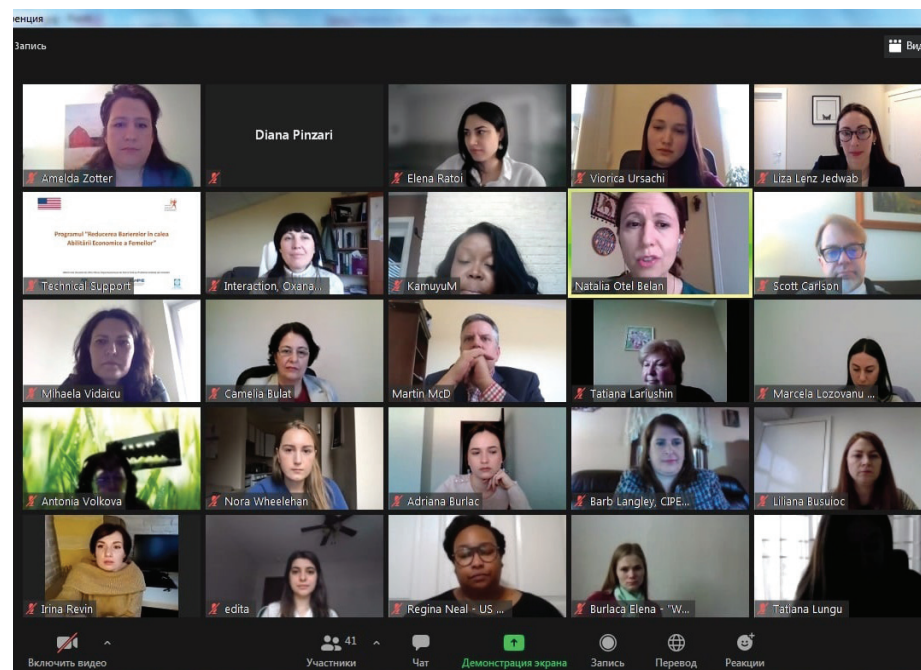 енция
Запись
Вид
Diana Pinzari
Amelda Zotter
Elena Ratoi
Viorica Ursachi
Liza Lenz Jedwab
Programul "Reducerea Barierelor în calea
Abilitării Economice a Femeilor"
Technical Support
Interaction, Oxana...
KamuyuM
Natalia Otel Belan
Scott Carlson
Mihaela Vidaicu
Camelia Bulat
Martin McD
Tatiana Lariushin
Marcela Lozovanu ...
Antonia Volkova
Nora Wheelehan
Adriana Burlac
Barb Langley, CIPE...
Liliana Busuioc
Irina Revin
edita
Regina Neal - US ...
Burlaca Elena - "W...
Tatiana Lungu
Включить видео
41
Участники
Чат
Демонстрация экрана
Запись
Перевод
Реакции